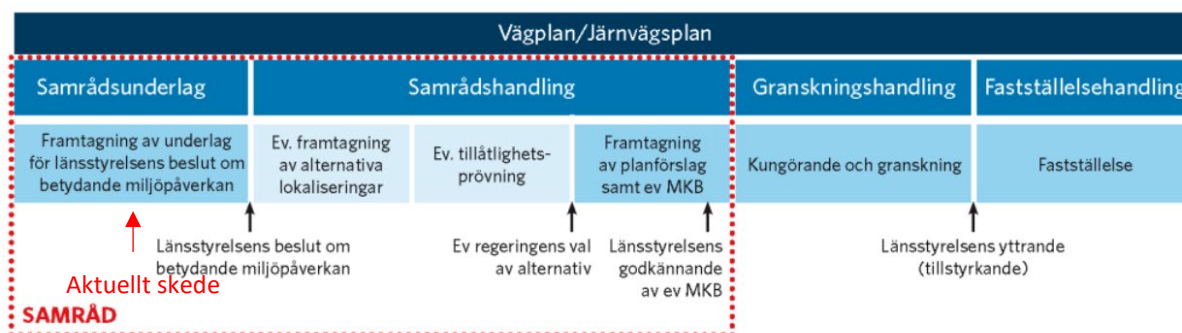 Vägplan/Järnvägsplan
Samrådsunderlag
Samrådshandling
Granskningshandling
Fastställelsehandling
Framtagning av underlag
för länsstyrelsens beslut om
betydande miljöpåverkan
Ev. framtagning
av alternativa
lokaliseringar
Ev. tillåtlighets-
prövning
Framtagning
av planförslag
samt ev MKB
Kungörande och granskning
Fastställelse
Länsstyrelsens beslut om
betydande miljöpåverkan
Ev regeringens val
av alternativ
Länsstyrelsens
godkännande
av ev MKB
Länsstyrelsens yttrande
(tillstyrkande)
Aktuellt skede
SAMRÅD